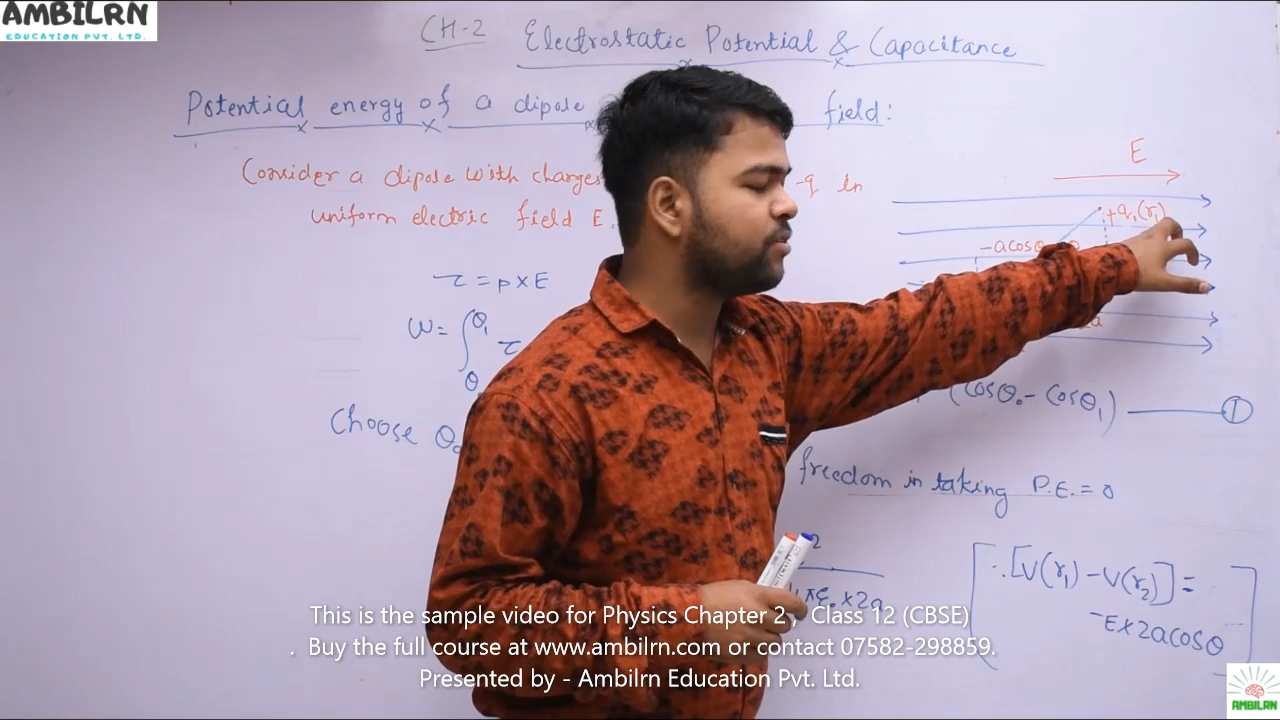 AMBILRN
EDUCATION PVT. LTD.
CH-2 Electrostatic Potential & Capacitance
Potential energy of a dipole field:
Consider a dipole with charges -q in
uniform electric field E.
E
+q₁(r₁)
-acosθ
τ = p × E
W = ∫ θ₁ τ
(cosθ₀ - cosθ₁) ——— I
Choose θ₀ freedom in taking P.E. = 0
[∵ [V(r₁) - V(r₂)] =
-E×2acosθ]
This is the sample video for Physics Chapter 2 , Class 12 (CBSE)
. Buy the full course at www.ambilrn.com or contact 07582-298859.
Presented by - Ambilrn Education Pvt. Ltd.
AMBILRN